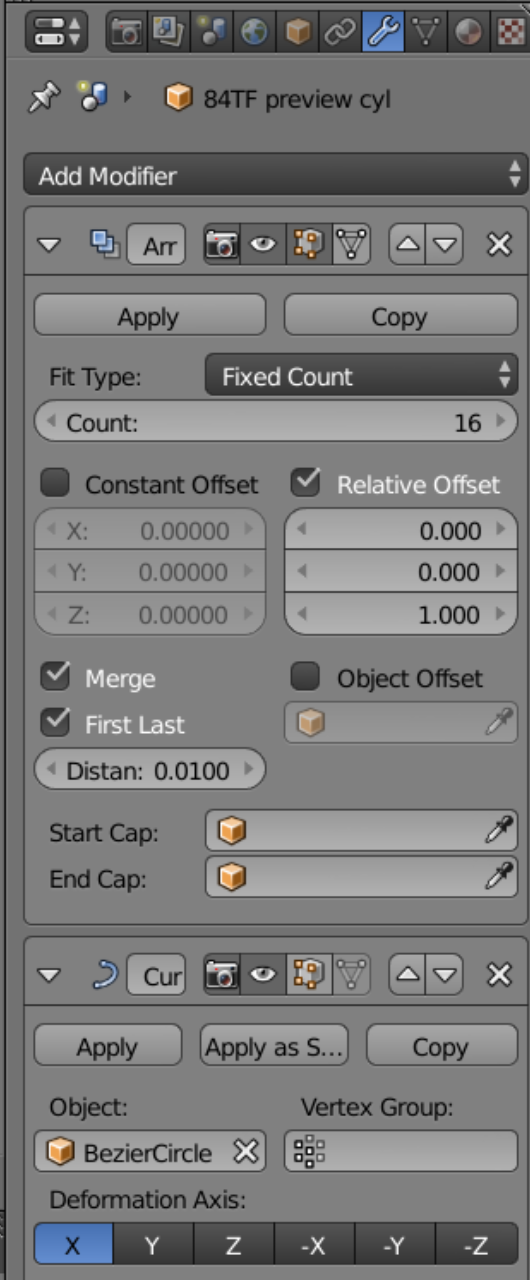 84TF preview cyl
Add Modifier
Arr
Apply Copy
Fit Type: Fixed Count
Count: 16
Constant Offset Relative Offset
X: 0.00000 0.000
Y: 0.00000 0.000
Z: 0.00000 1.000
Merge Object Offset
First Last
Distan: 0.0100
Start Cap:
End Cap:
Cur
Apply Apply as S... Copy
Object: Vertex Group:
BezierCircle
Deformation Axis:
X Y Z -X -Y -Z